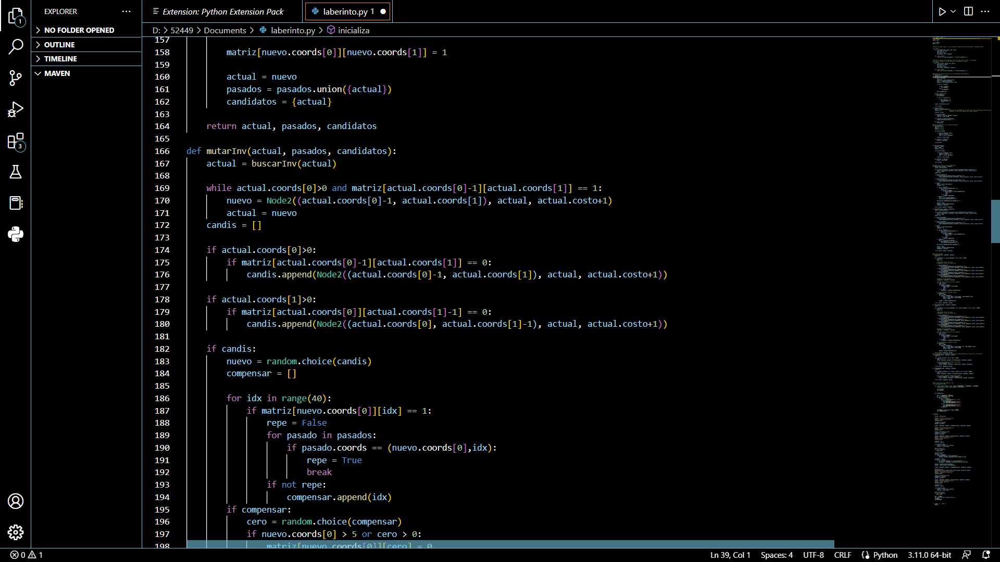 EXPLORER
Extension: Python Extension Pack
laberinto.py 1
NO FOLDER OPENED
OUTLINE
TIMELINE
MAVEN
1
3
D: > 52449 > Documents > laberinto.py > inicializa
157
158 matriz[nuevo.coords[0]][nuevo.coords[1]] = 1
159
160 actual = nuevo
161 pasados = pasados.union({actual})
162 candidatos = {actual}
163
164 return actual, pasados, candidatos
165
166 def mutarInv(actual, pasados, candidatos):
167 actual = buscarInv(actual)
168
169 while actual.coords[0]>0 and matriz[actual.coords[0]-1][actual.coords[1]] == 1:
170 nuevo = Node2((actual.coords[0]-1, actual.coords[1]), actual, actual.costo+1)
171 actual = nuevo
172 candis = []
173
174 if actual.coords[0]>0:
175 if matriz[actual.coords[0]-1][actual.coords[1]] == 0:
176 candis.append(Node2((actual.coords[0]-1, actual.coords[1]), actual, actual.costo+1))
177
178 if actual.coords[1]>0:
179 if matriz[actual.coords[0]][actual.coords[1]-1] == 0:
180 candis.append(Node2((actual.coords[0], actual.coords[1]-1), actual, actual.costo+1))
181
182 if candis:
183 nuevo = random.choice(candis)
184 compensar = []
185
186 for idx in range(40):
187 if matriz[nuevo.coords[0]][idx] == 1:
188 repe = False
189 for pasado in pasados:
190 if pasado.coords == (nuevo.coords[0],idx):
191 repe = True
192 break
193 if not repe:
194 compensar.append(idx)
195 if compensar:
196 cero = random.choice(compensar)
197 if nuevo.coords[0] > 5 or cero > 0:
198 matriz[nuevo.coords[0]][cero] = 0
0 1
Ln 39, Col 1
Spaces: 4
UTF-8
CRLF
Python
3.11.0 64-bit